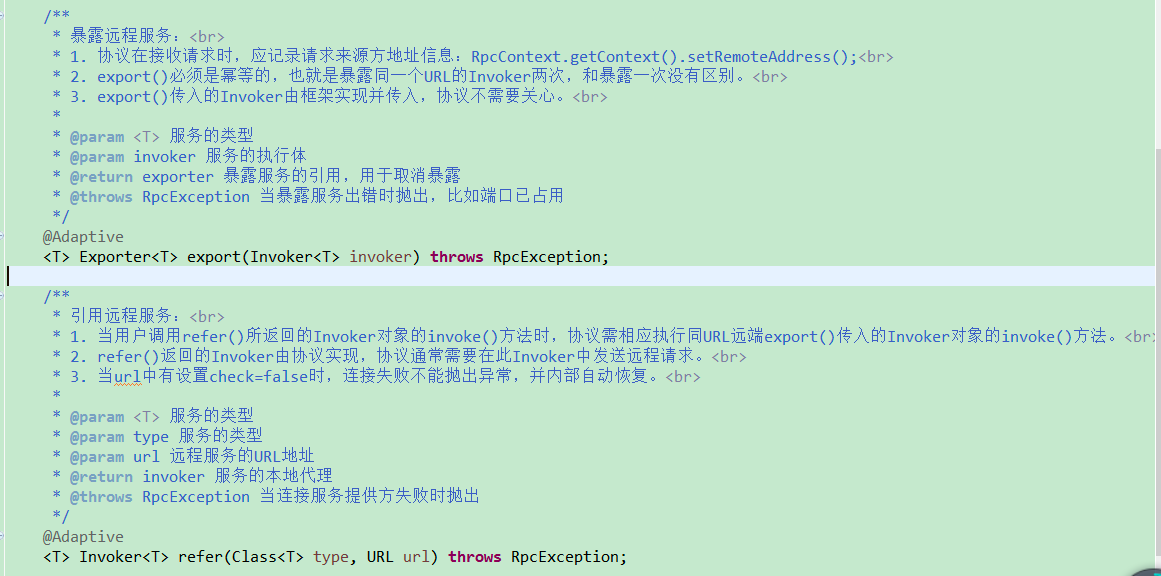 /**
 * 暴露远程服务：<br>
 * 1. 协议在接收请求时，应记录请求来源方地址信息：RpcContext.getContext().setRemoteAddress();<br>
 * 2. export()必须是幂等的，也就是暴露同一个URL的Invoker两次，和暴露一次没有区别。<br>
 * 3. export()传入的Invoker由框架实现并传入，协议不需要关心。<br>
 *
 * @param <T> 服务的类型
 * @param invoker 服务的执行体
 * @return exporter 暴露服务的引用，用于取消暴露
 * @throws RpcException 当暴露服务出错时抛出，比如端口已占用
 */
@Adaptive
<T> Exporter<T> export(Invoker<T> invoker) throws RpcException;
/**
 * 引用远程服务：<br>
 * 1. 当用户调用refer()所返回的Invoker对象的invoke()方法时，协议需相应执行同URL远端export()传入的Invoker对象的invoke()方法。<br>
 * 2. refer()返回的Invoker由协议实现，协议通常需要在此Invoker中发送远程请求。<br>
 * 3. 当url中有设置check=false时，连接失败不能抛出异常，并内部自动恢复。<br>
 *
 * @param <T> 服务的类型
 * @param type 服务的类型
 * @param url 远程服务的URL地址
 * @return invoker 服务的本地代理
 * @throws RpcException 当连接服务提供方失败时抛出
 */
@Adaptive
<T> Invoker<T> refer(Class<T> type, URL url) throws RpcException;